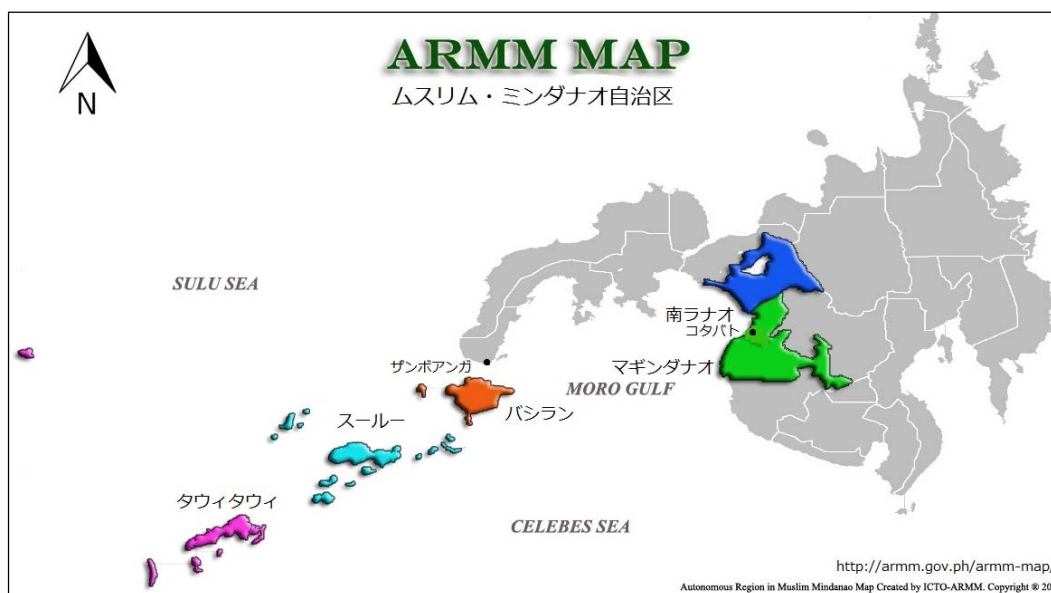 ARMM MAP
ムスリム・ミンダナオ自治区
N
SULU SEA
南ラナオ
コタバト
ザンボアンガ
マギンダナオ
MORO GULF
バシラン
スールー
タウィタウィ
CELEBES SEA
http://armm.gov.ph/armm-map/
Autonomous Region in Muslim Mindanao Map Created by ICTO-ARMM. Copyright ® 20